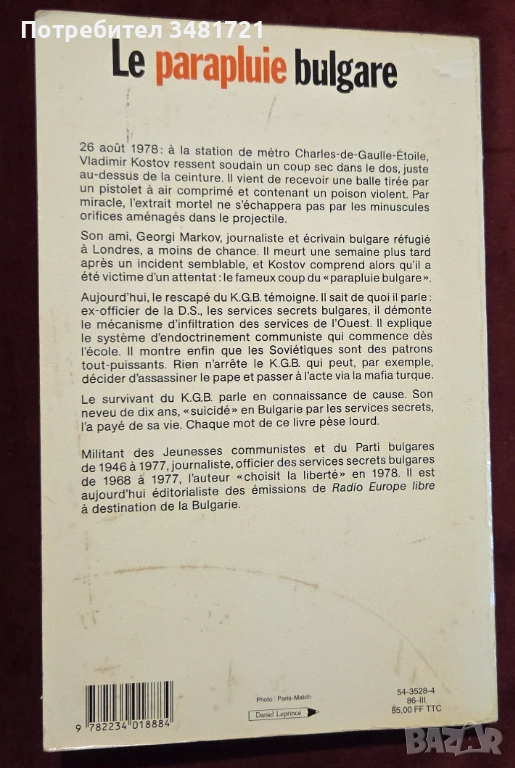 Потребител 3481721
Le parapluie bulgare
26 août 1978 : à la station de métro Charles-de-Gaulle-Étoile,
Vladimir Kostov ressent soudain un coup sec dans le dos, juste
au-dessus de la ceinture. Il vient de recevoir une balle tirée par
un pistolet à air comprimé et contenant un poison violent. Par
miracle, l'extrait mortel ne s'échappera pas par les minuscules
orifices aménagés dans le projectile.
Son ami, Georgi Markov, journaliste et écrivain bulgare réfugié
à Londres, a moins de chance. Il meurt une semaine plus tard
après un incident semblable, et Kostov comprend alors qu'il a
été victime d'un attentat : le fameux coup du « parapluie bulgare ».
Aujourd'hui, le rescapé du K.G.B. témoigne. Il sait de quoi il parle :
ex-officier de la D.S., les services secrets bulgares, il démonte
le mécanisme d'infiltration des services de l'Ouest. Il explique
le système d'endoctrinement communiste qui commence dès
l'école. Il montre enfin que les Soviétiques sont des patrons
tout-puissants. Rien n'arrête le K.G.B. qui peut, par exemple,
décider d'assassiner le pape et passer à l'acte via la mafia turque.
Le survivant du K.G.B. parle en connaissance de cause. Son
neveu de dix ans, «suicidé» en Bulgarie par les services secrets,
l'a payé de sa vie. Chaque mot de ce livre pèse lourd.
Militant des Jeunesses communistes et du Parti bulgares
de 1946 à 1977, journaliste, officier des services secrets bulgares
de 1968 à 1977, l'auteur «choisit la liberté» en 1978. Il est
aujourd'hui éditorialiste des émissions de Radio Europe libre
à destination de la Bulgarie.
Photo : Paris-Match
Daniel Leprince
54-3528-4
86-III
85,00 FF TTC
9 782234 018884
BAZAR